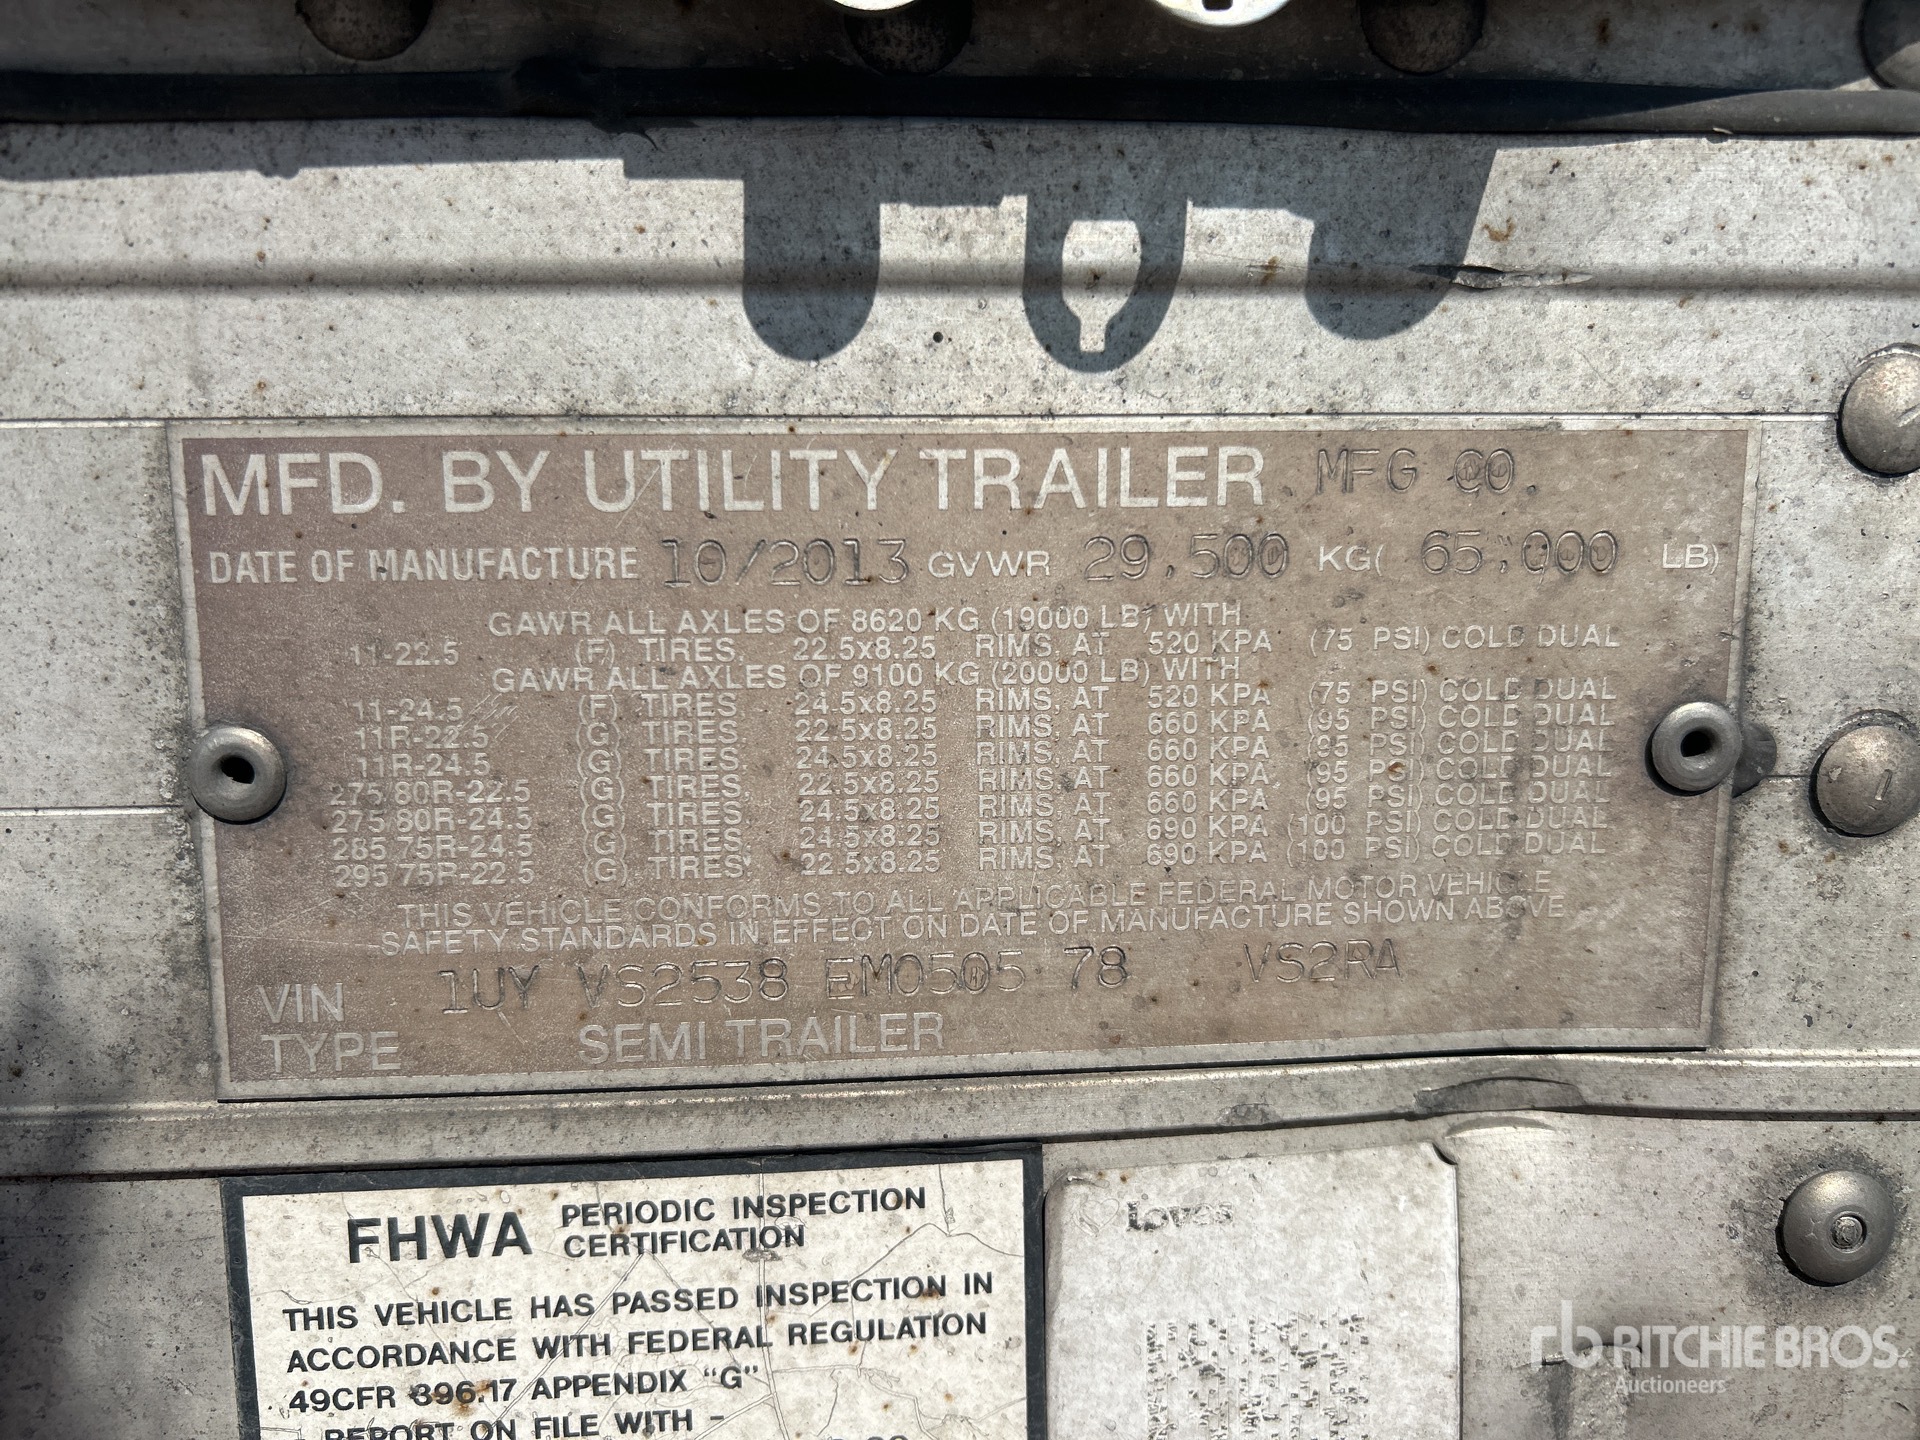 MFD. BY UTILITY TRAILER MFG CO.
DATE OF MANUFACTURE 10/2013 GVWR 29,500 KG( 65,000 LB)
GAWR ALL AXLES OF 8620 KG (19000 LB) WITH
11-22.5 (F) TIRES, 22.5x8.25 RIMS, AT 520 KPA (75 PSI) COLD DUAL
GAWR ALL AXLES OF 9100 KG (20000 LB) WITH
11-24.5 (F) TIRES, 24.5x8.25 RIMS, AT 520 KPA (75 PSI) COLD DUAL
11R-22.5 (G) TIRES, 22.5x8.25 RIMS, AT 660 KPA (95 PSI) COLD DUAL
11R-24.5 (G) TIRES, 24.5x8.25 RIMS, AT 660 KPA (95 PSI) COLD DUAL
275/80R-22.5 (G) TIRES, 22.5x8.25 RIMS, AT 660 KPA (95 PSI) COLD DUAL
275/80R-24.5 (G) TIRES, 24.5x8.25 RIMS, AT 660 KPA (95 PSI) COLD DUAL
285 75R-24.5 (G) TIRES, 24.5x8.25 RIMS, AT 690 KPA (100 PSI) COLD DUAL
295 75R-22.5 (G) TIRES, 22.5x8.25 RIMS, AT 690 KPA (100 PSI) COLD DUAL
THIS VEHICLE CONFORMS TO ALL APPLICABLE FEDERAL MOTOR VEHICLE
SAFETY STANDARDS IN EFFECT ON DATE OF MANUFACTURE SHOWN ABOVE
VIN 1UY VS2538 EM0505 78 VS2RA
TYPE SEMI TRAILER
FHWA PERIODIC INSPECTION
CERTIFICATION
THIS VEHICLE HAS PASSED INSPECTION IN
ACCORDANCE WITH FEDERAL REGULATION
49CFR 396.17 APPENDIX "G"
REPORT ON FILE WITH -
Loves
rb RITCHIE BROS.
Auctioneers